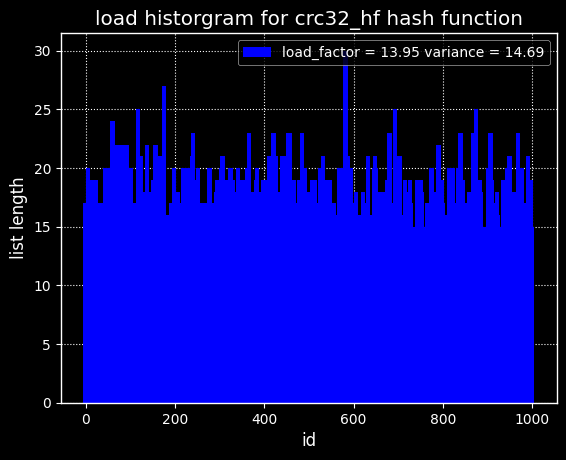 load historgram for crc32_hf hash function
load_factor = 13.95 variance = 14.69
list length
30
25
20
15
10
5
0
0 200 400 600 800 1000
id